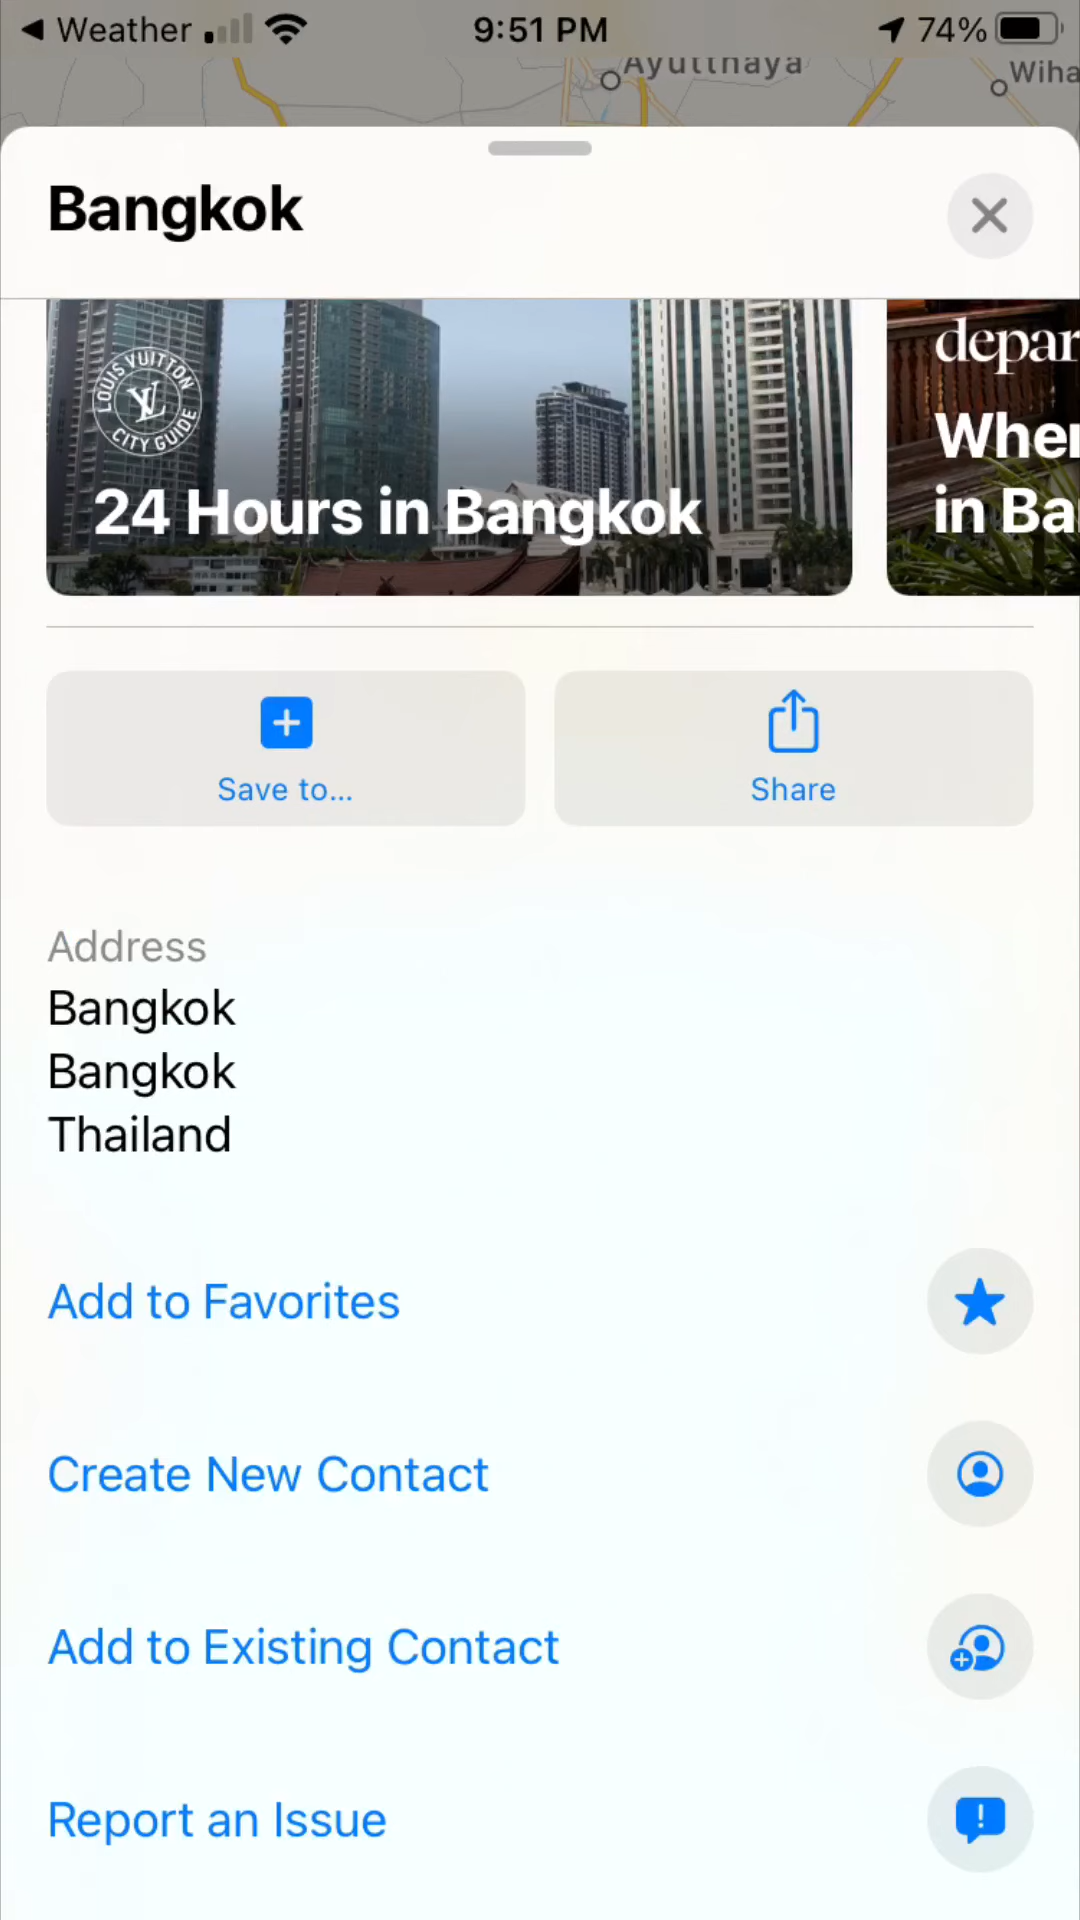 Weather
9:51 PM
74%
Ayutthaya
Wiha
Bangkok
LOUIS VUITTON
LV
CITY GUIDE
24 Hours in Bangkok
depar
When
in Ba
Save to...
Share
Address
Bangkok
Bangkok
Thailand
Add to Favorites
Create New Contact
Add to Existing Contact
Report an Issue